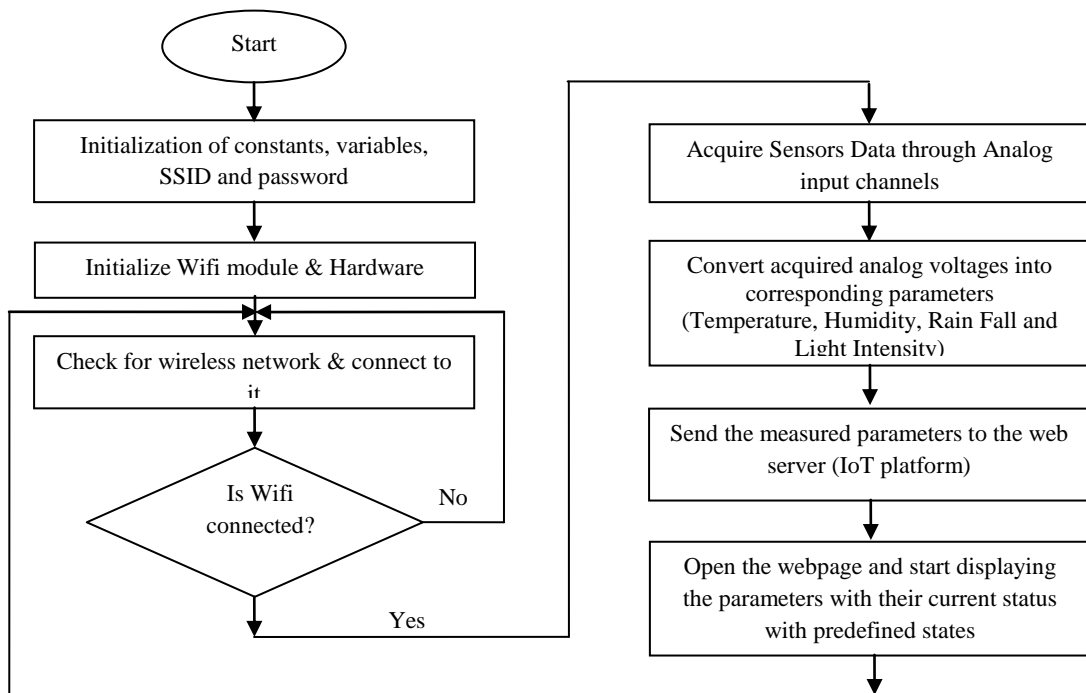 Start
Initialization of constants, variables,
SSID and password
Initialize Wifi module & Hardware
Check for wireless network & connect to
it
Is Wifi
connected?
No
Yes
Acquire Sensors Data through Analog
input channels
Convert acquired analog voltages into
corresponding parameters
(Temperature, Humidity, Rain Fall and
Light Intensity)
Send the measured parameters to the web
server (IoT platform)
Open the webpage and start displaying
the parameters with their current status
with predefined states